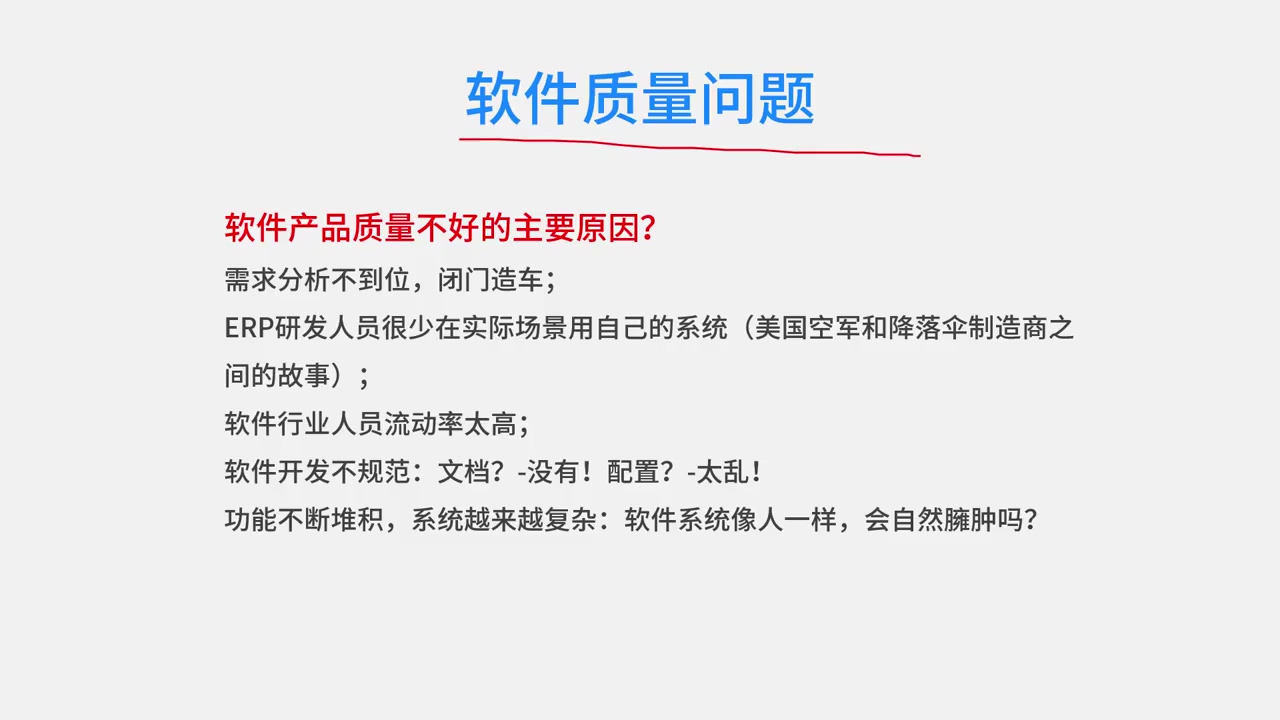 软件质量问题
软件产品质量不好的主要原因？
需求分析不到位，闭门造车；
ERP研发人员很少在实际场景用自己的系统（美国空军和降落伞制造商之
间的故事）；
软件行业人员流动率太高；
软件开发不规范：文档？-没有！配置？-太乱！
功能不断堆积，系统越来越复杂：软件系统像人一样，会自然臃肿吗？